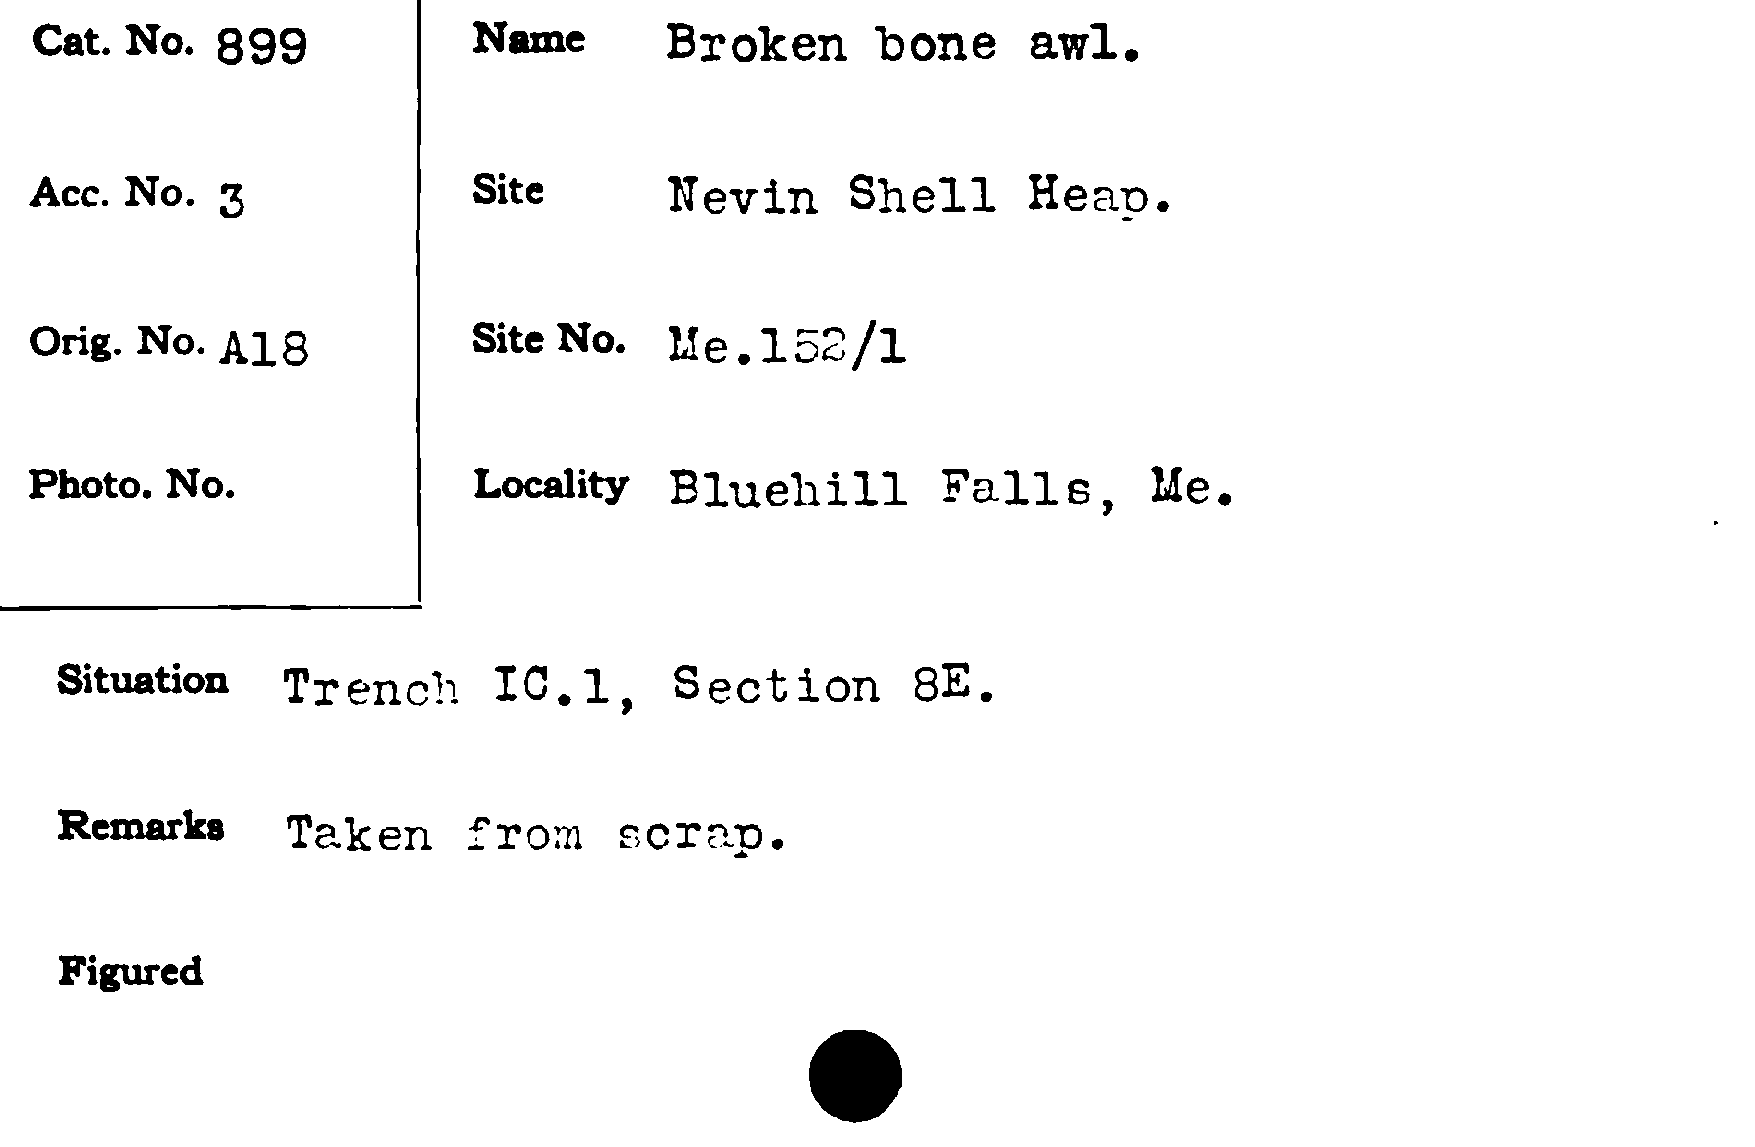 Cat. No. 899
Name Broken bone awl.
Acc. No. 3
Site Nevin Shell Heap.
Orig. No. A18
Site No. Me.152/1
Photo. No.
Locality Bluehill Falls, Me.
Situation Trench IC.1, Section 8E.
Remarks Taken from scrap.
Figured